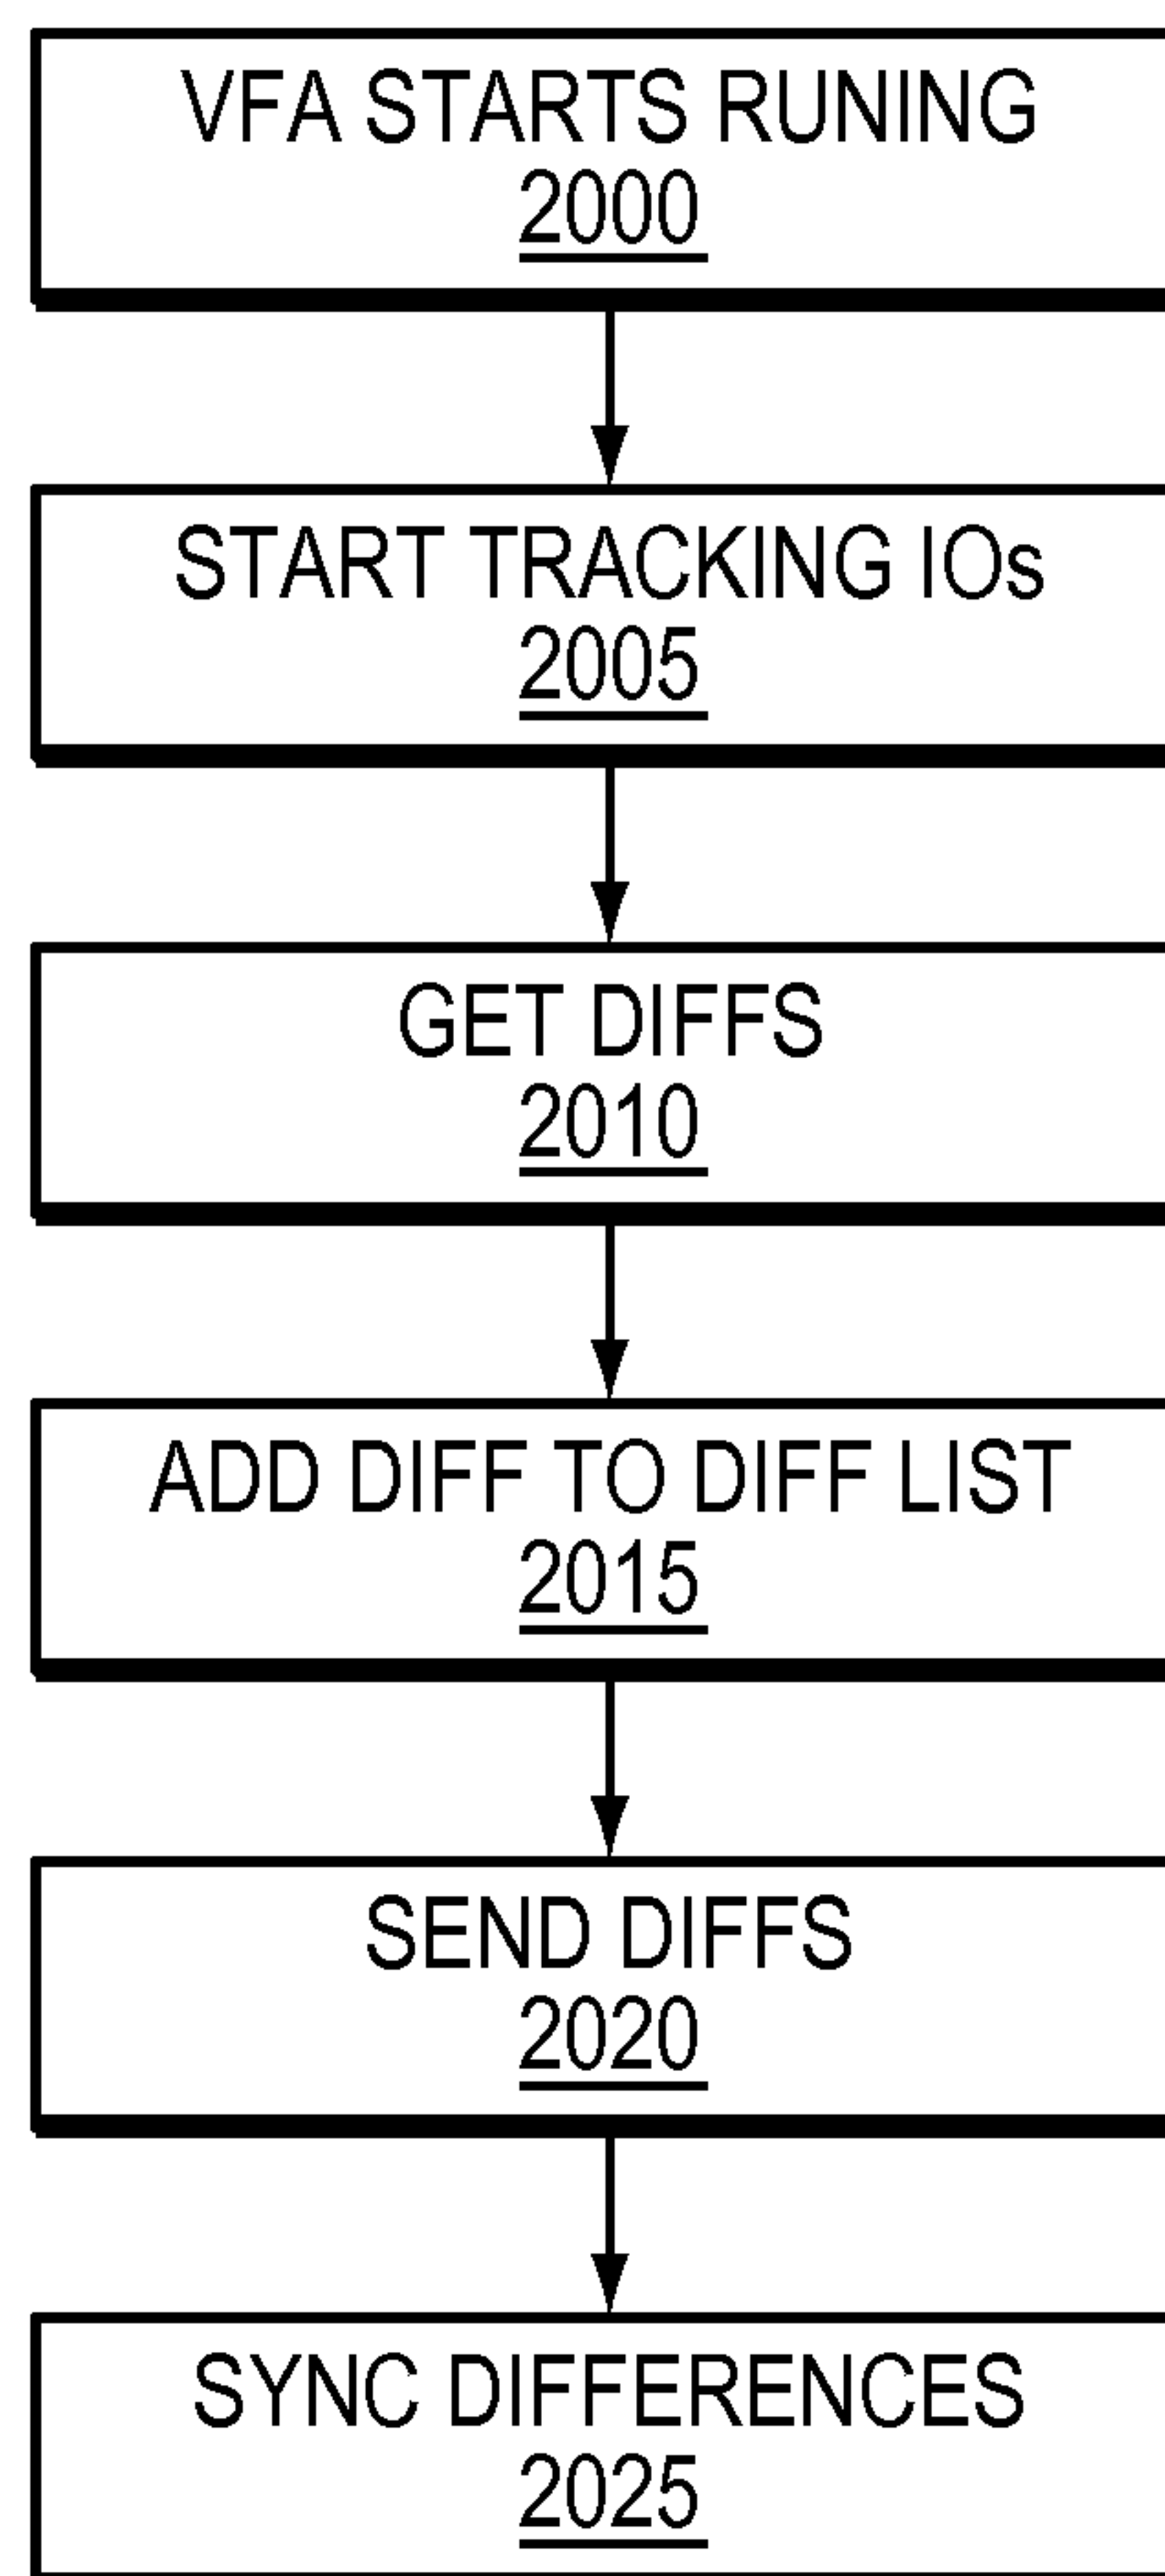 VFA STARTS RUNING
2000
START TRACKING IOs
2005
GET DIFFS
2010
ADD DIFF TO DIFF LIST
2015
SEND DIFFS
2020
SYNC DIFFERENCES
2025